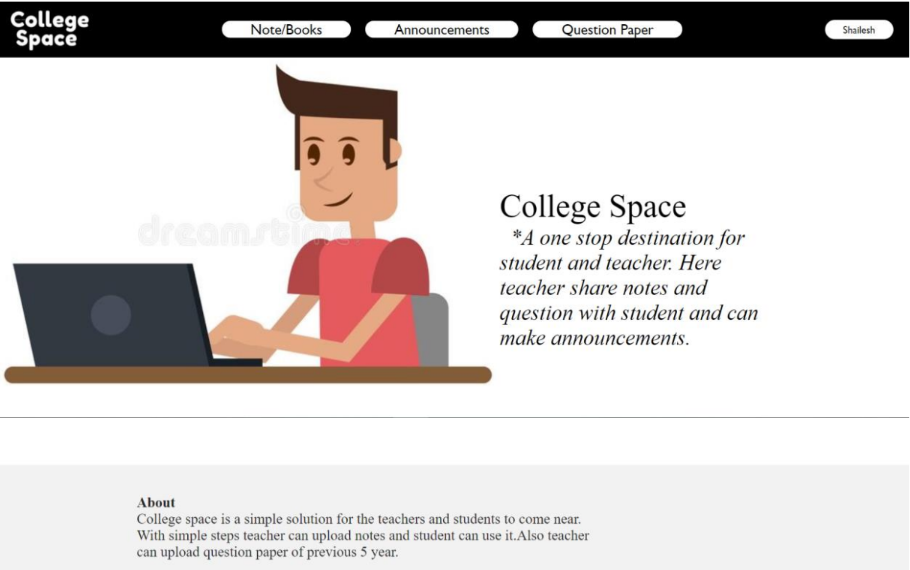 College
Space
Note/Books
Announcements
Question Paper
Shailesh
dreamstime
College Space
*A one stop destination for
student and teacher. Here
teacher share notes and
question with student and can
make announcements.
About
College space is a simple solution for the teachers and students to come near.
With simple steps teacher can upload notes and student can use it.Also teacher
can upload question paper of previous 5 year.